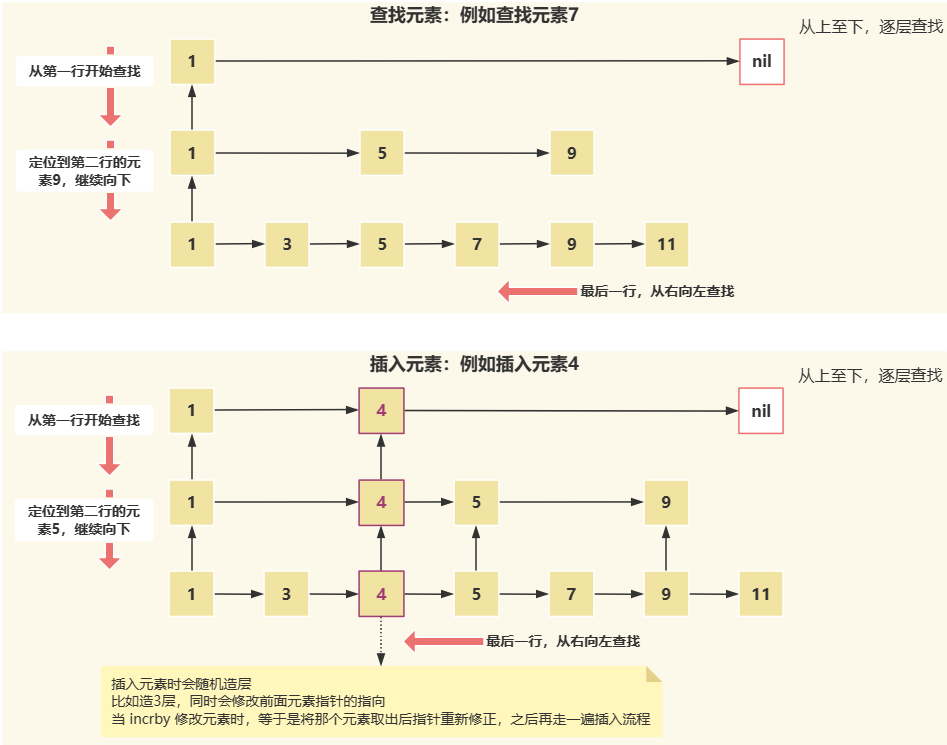 查找元素：例如查找元素7
从上至下，逐层查找
从第一行开始查找
1
nil
定位到第二行的元
素9，继续向下
1
5
9
1
3
5
7
9
11
最后一行，从右向左查找
插入元素：例如插入元素4
从上至下，逐层查找
从第一行开始查找
1
4
nil
定位到第二行的元
素5，继续向下
1
4
5
9
1
3
4
5
7
9
11
最后一行，从右向左查找
插入元素时会随机造层
比如造3层，同时会修改前面元素指针的指向
当 incrby 修改元素时，等于是将那个元素取出后指针重新修正，之后再走一遍插入流程